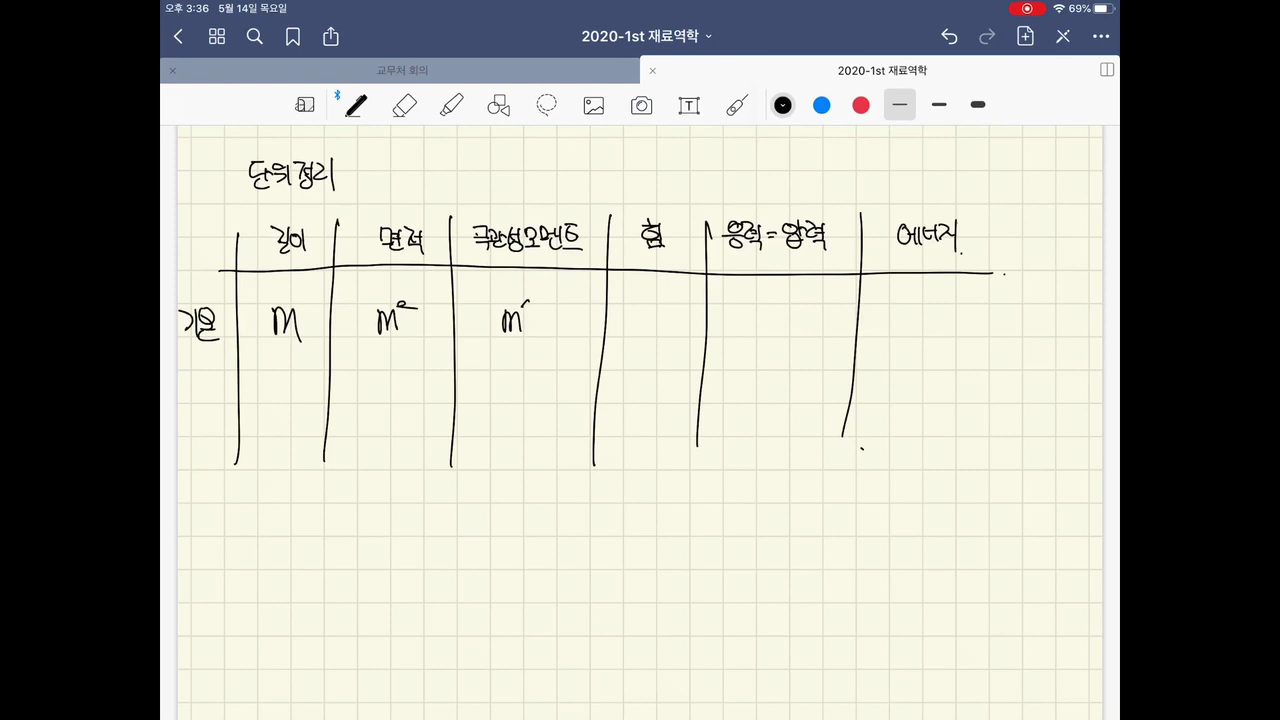 오후 3:36 5월 14일 목요일 69%
2020-1st 재료역학
교무처 회의 2020-1st 재료역학
단위정리
길이 면적 극관성모멘트 힘 응력=압력 에너지
기본 m m² m